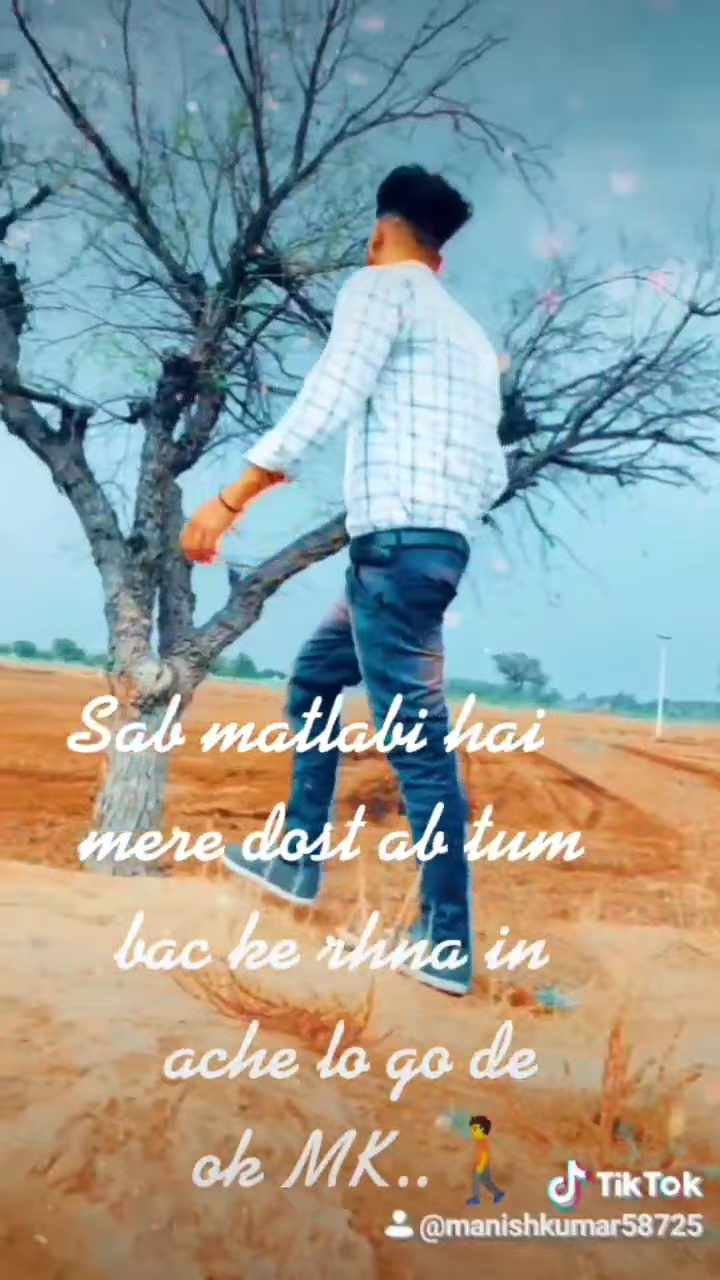 Sab matlabi hai
mere dost ab tum
bac ke rhna in
ache lo go de
ok MK.. 🚶
TikTok
@manishkumar58725